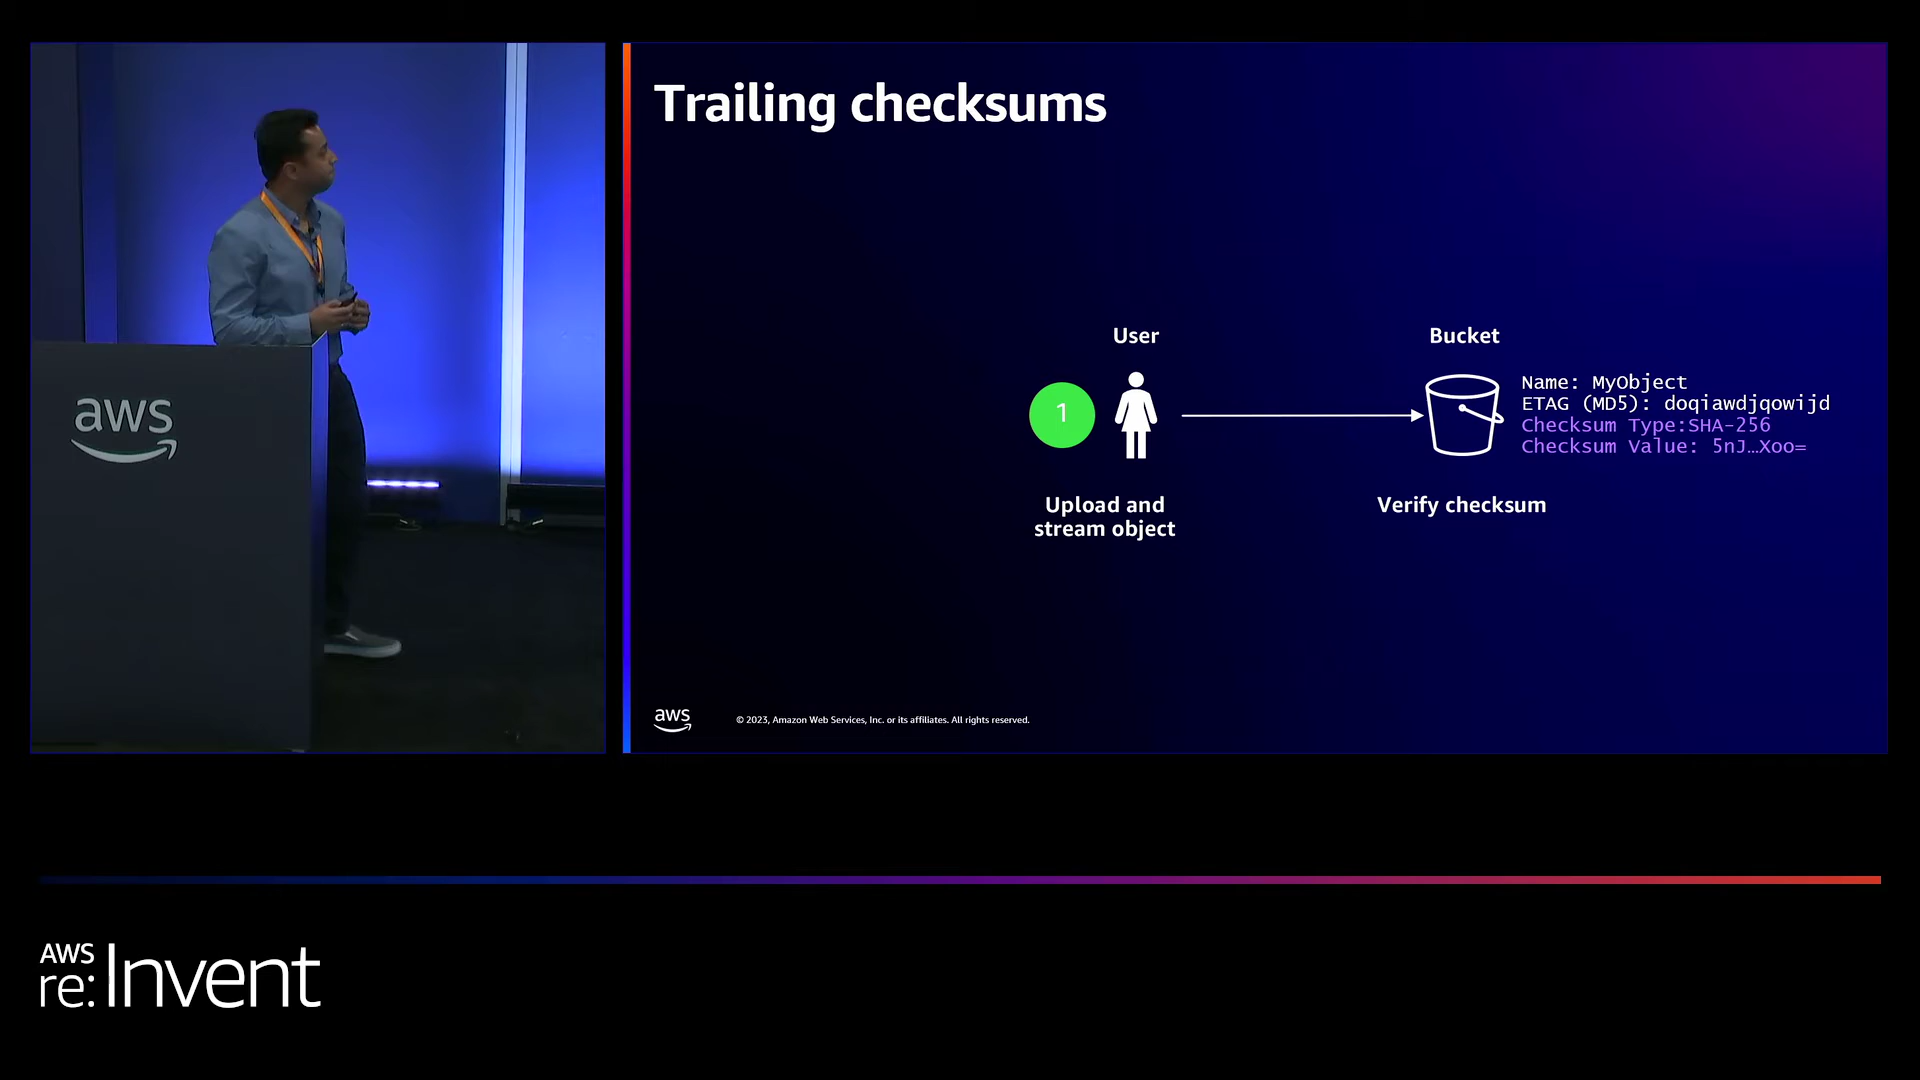 aws
Trailing checksums
User
Bucket
1
Name: MyObject
ETAG (MD5): doqiawdjqowijd
Checksum Type:SHA-256
Checksum Value: 5nJ…Xoo=
Upload and
stream object
Verify checksum
aws
© 2023, Amazon Web Services, Inc. or its affiliates. All rights reserved.
AWS
re:Invent